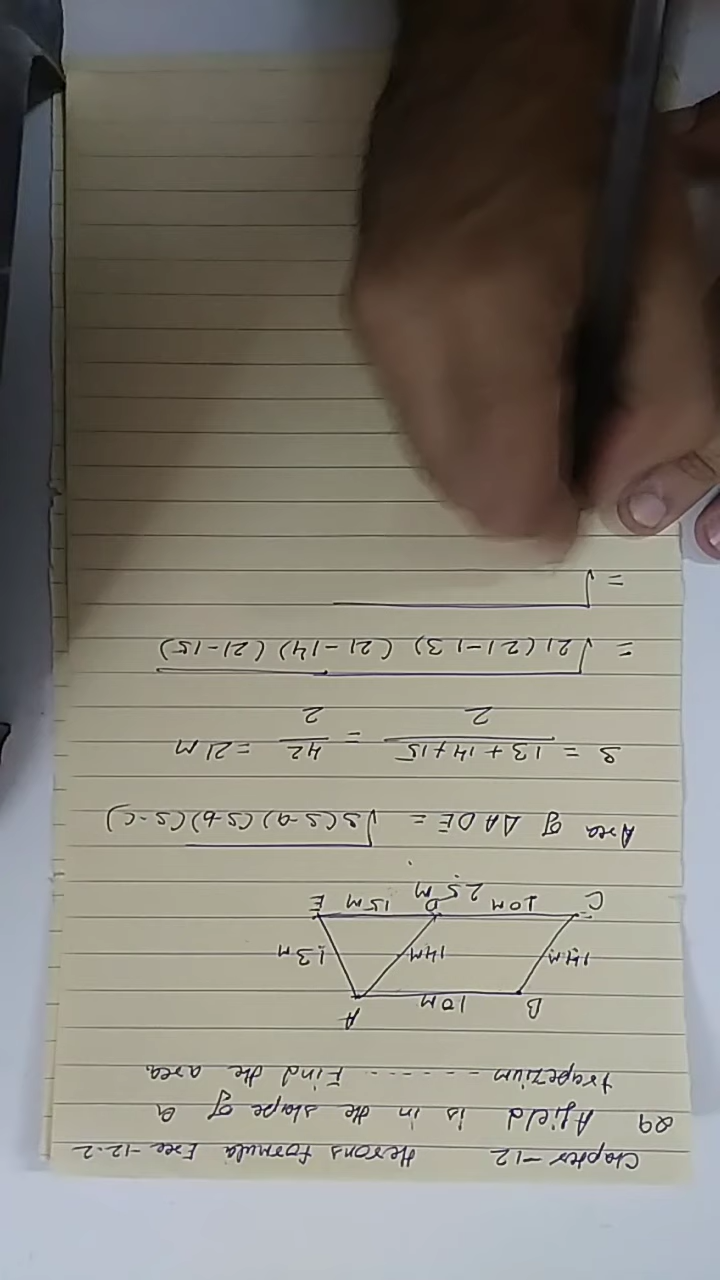 Chapter-12 Herons formula Exe-12.2
Q9 A field is in the shape of a
trapezium ------- Find the area
B 10M A
14M 14M 13M
C 10M D 15M E
25M
Area of ΔADE = √s(s-a)(s-b)(s-c)
S = 13+14+15/2 = 42/2 = 21M
= √21(21-13)(21-14)(21-15)
= √